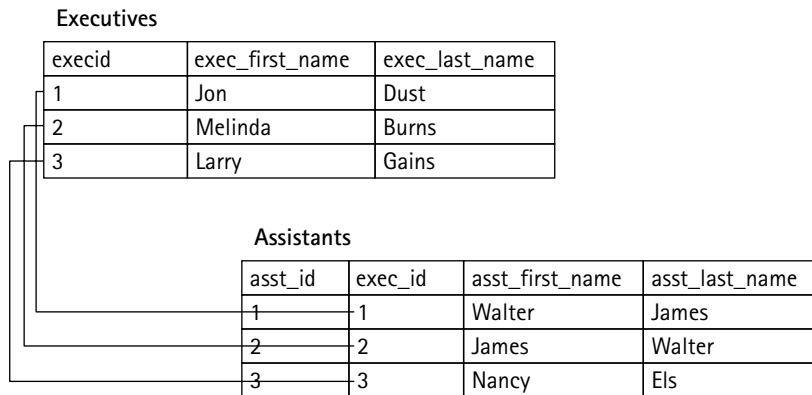 Executives
execid exec_first_name exec_last_name
1 Jon Dust
2 Melinda Burns
3 Larry Gains
Assistants
asst_id exec_id asst_first_name asst_last_name
1 1 Walter James
2 2 James Walter
3 3 Nancy Els